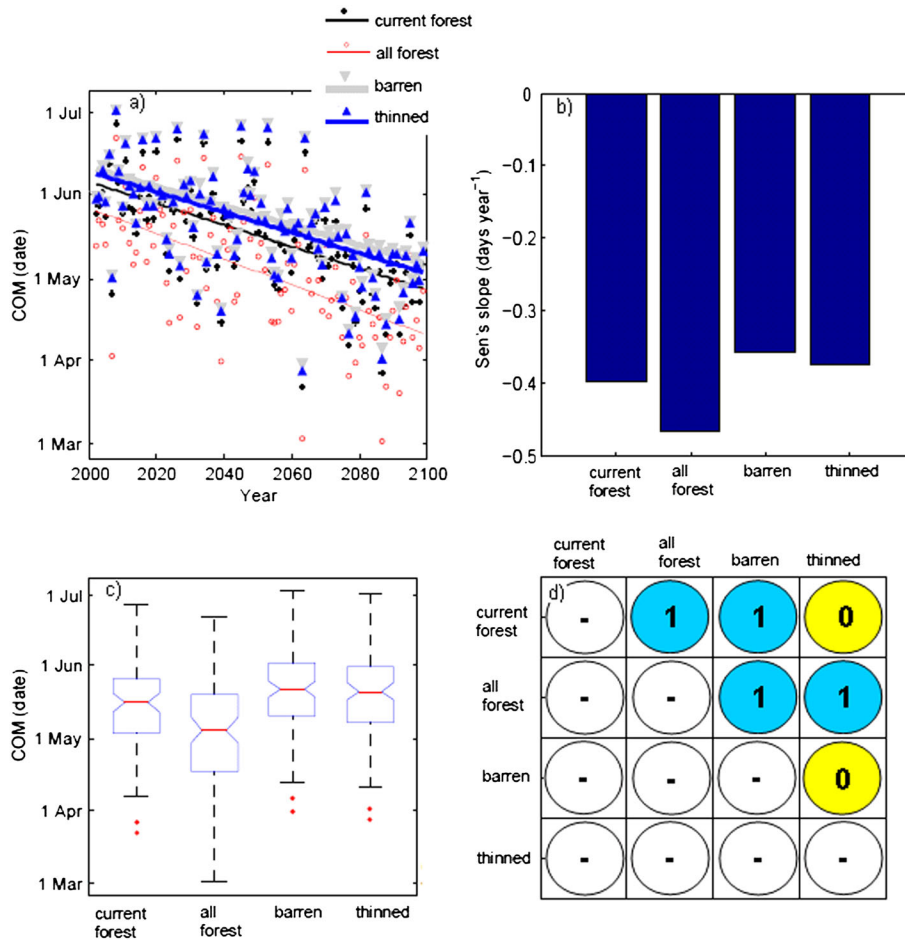 current forest
all forest
barren
thinned
a)
COM (date)
1 Jul
1 Jun
1 May
1 Apr
1 Mar
2000 2020 2040 2060 2080 2100
Year
b)
Sen's slope (days year⁻¹)
0
−0.1
−0.2
−0.3
−0.4
−0.5
current forest
all forest
barren
thinned
c)
COM (date)
1 Jul
1 Jun
1 May
1 Apr
1 Mar
current forest
all forest
barren
thinned
d)
current forest
all forest
barren
thinned
current forest - 1 1 0
all forest - - 1 1
barren - - - 0
thinned - - - -